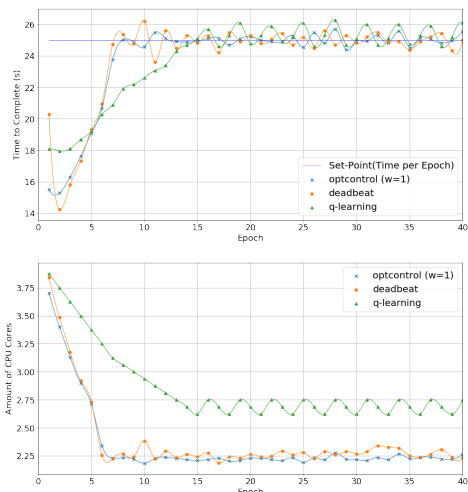 26
24
22
20
18
16
14
Time to Complete (s)
0 5 10 15 20 25 30 35 40
Epoch
Set-Point(Time per Epoch)
optcontrol (w=1)
deadbeat
q-learning
3.75
3.50
3.25
3.00
2.75
2.50
2.25
Amount of CPU Cores
optcontrol (w=1)
deadbeat
q-learning
0 5 10 15 20 25 30 35 40
Epoch